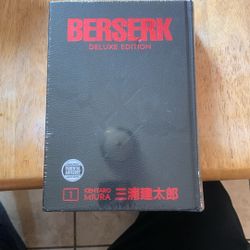 BERSERK
DELUXE EDITION
1
KENTARO
MIURA 三浦建太郎